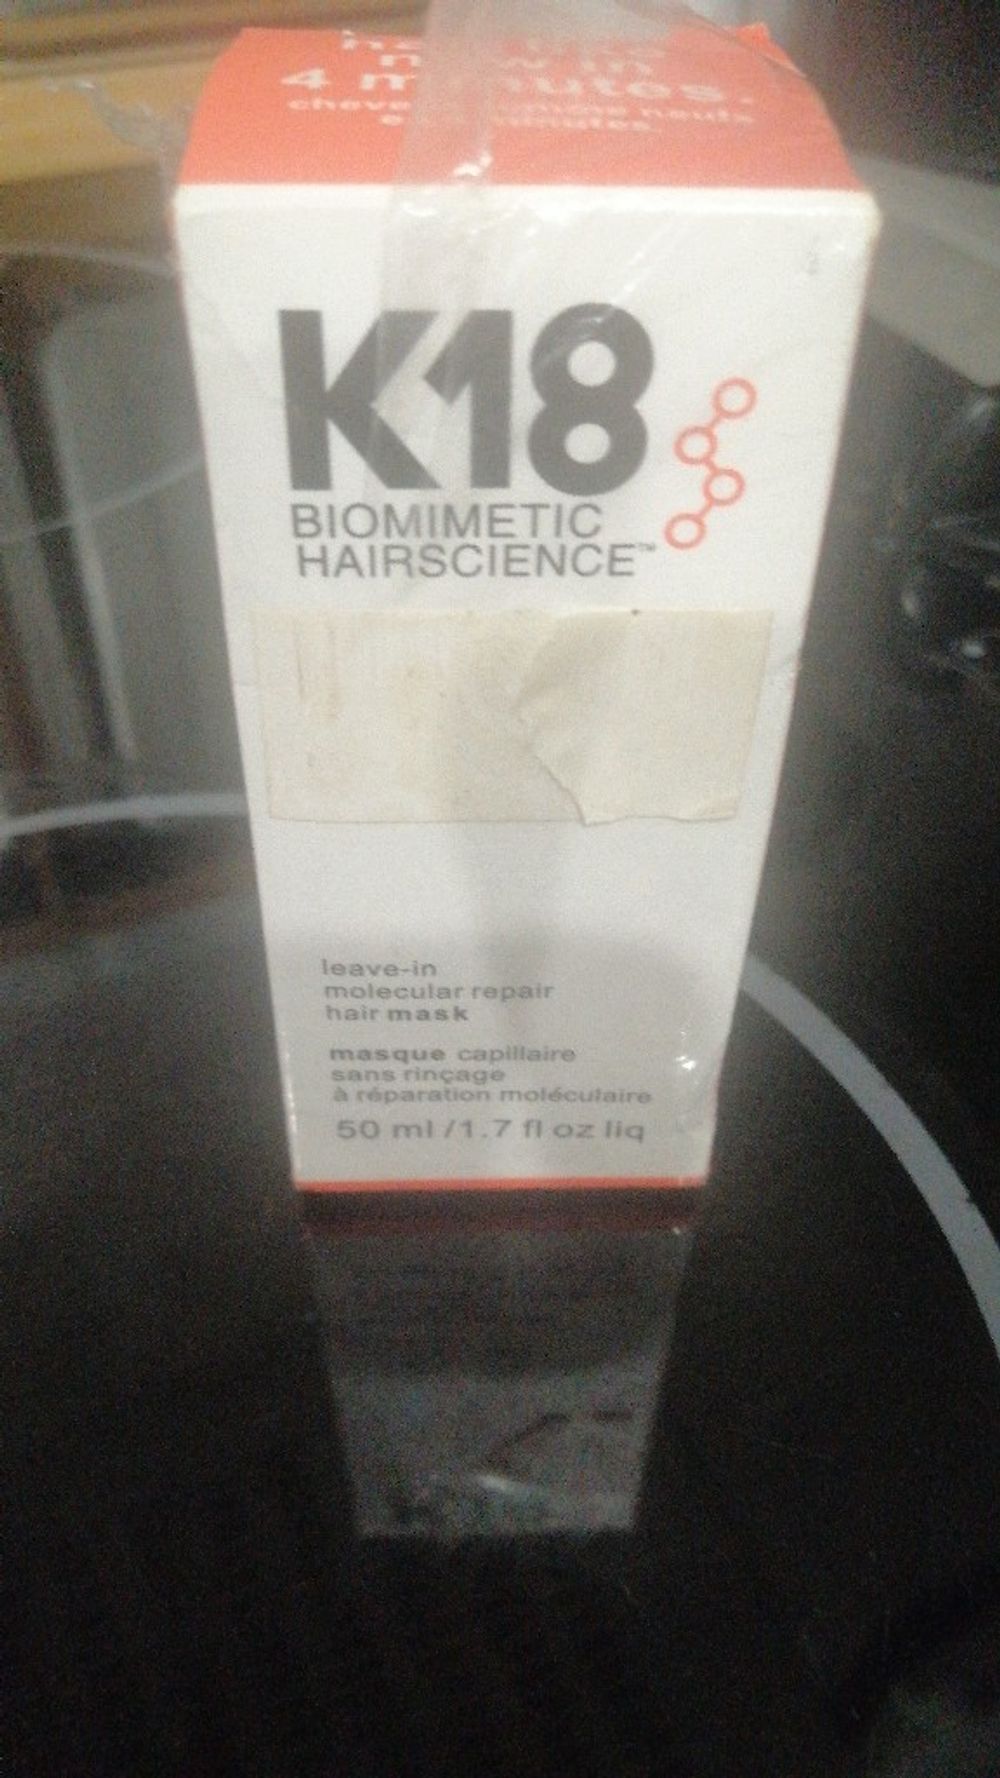 4 minutes.
K18
BIOMIMETIC
HAIRSCIENCE™
leave-in
molecular repair
hair mask
masque capillaire
sans rinçage
à réparation moléculaire
50 ml /1.7 fl oz liq